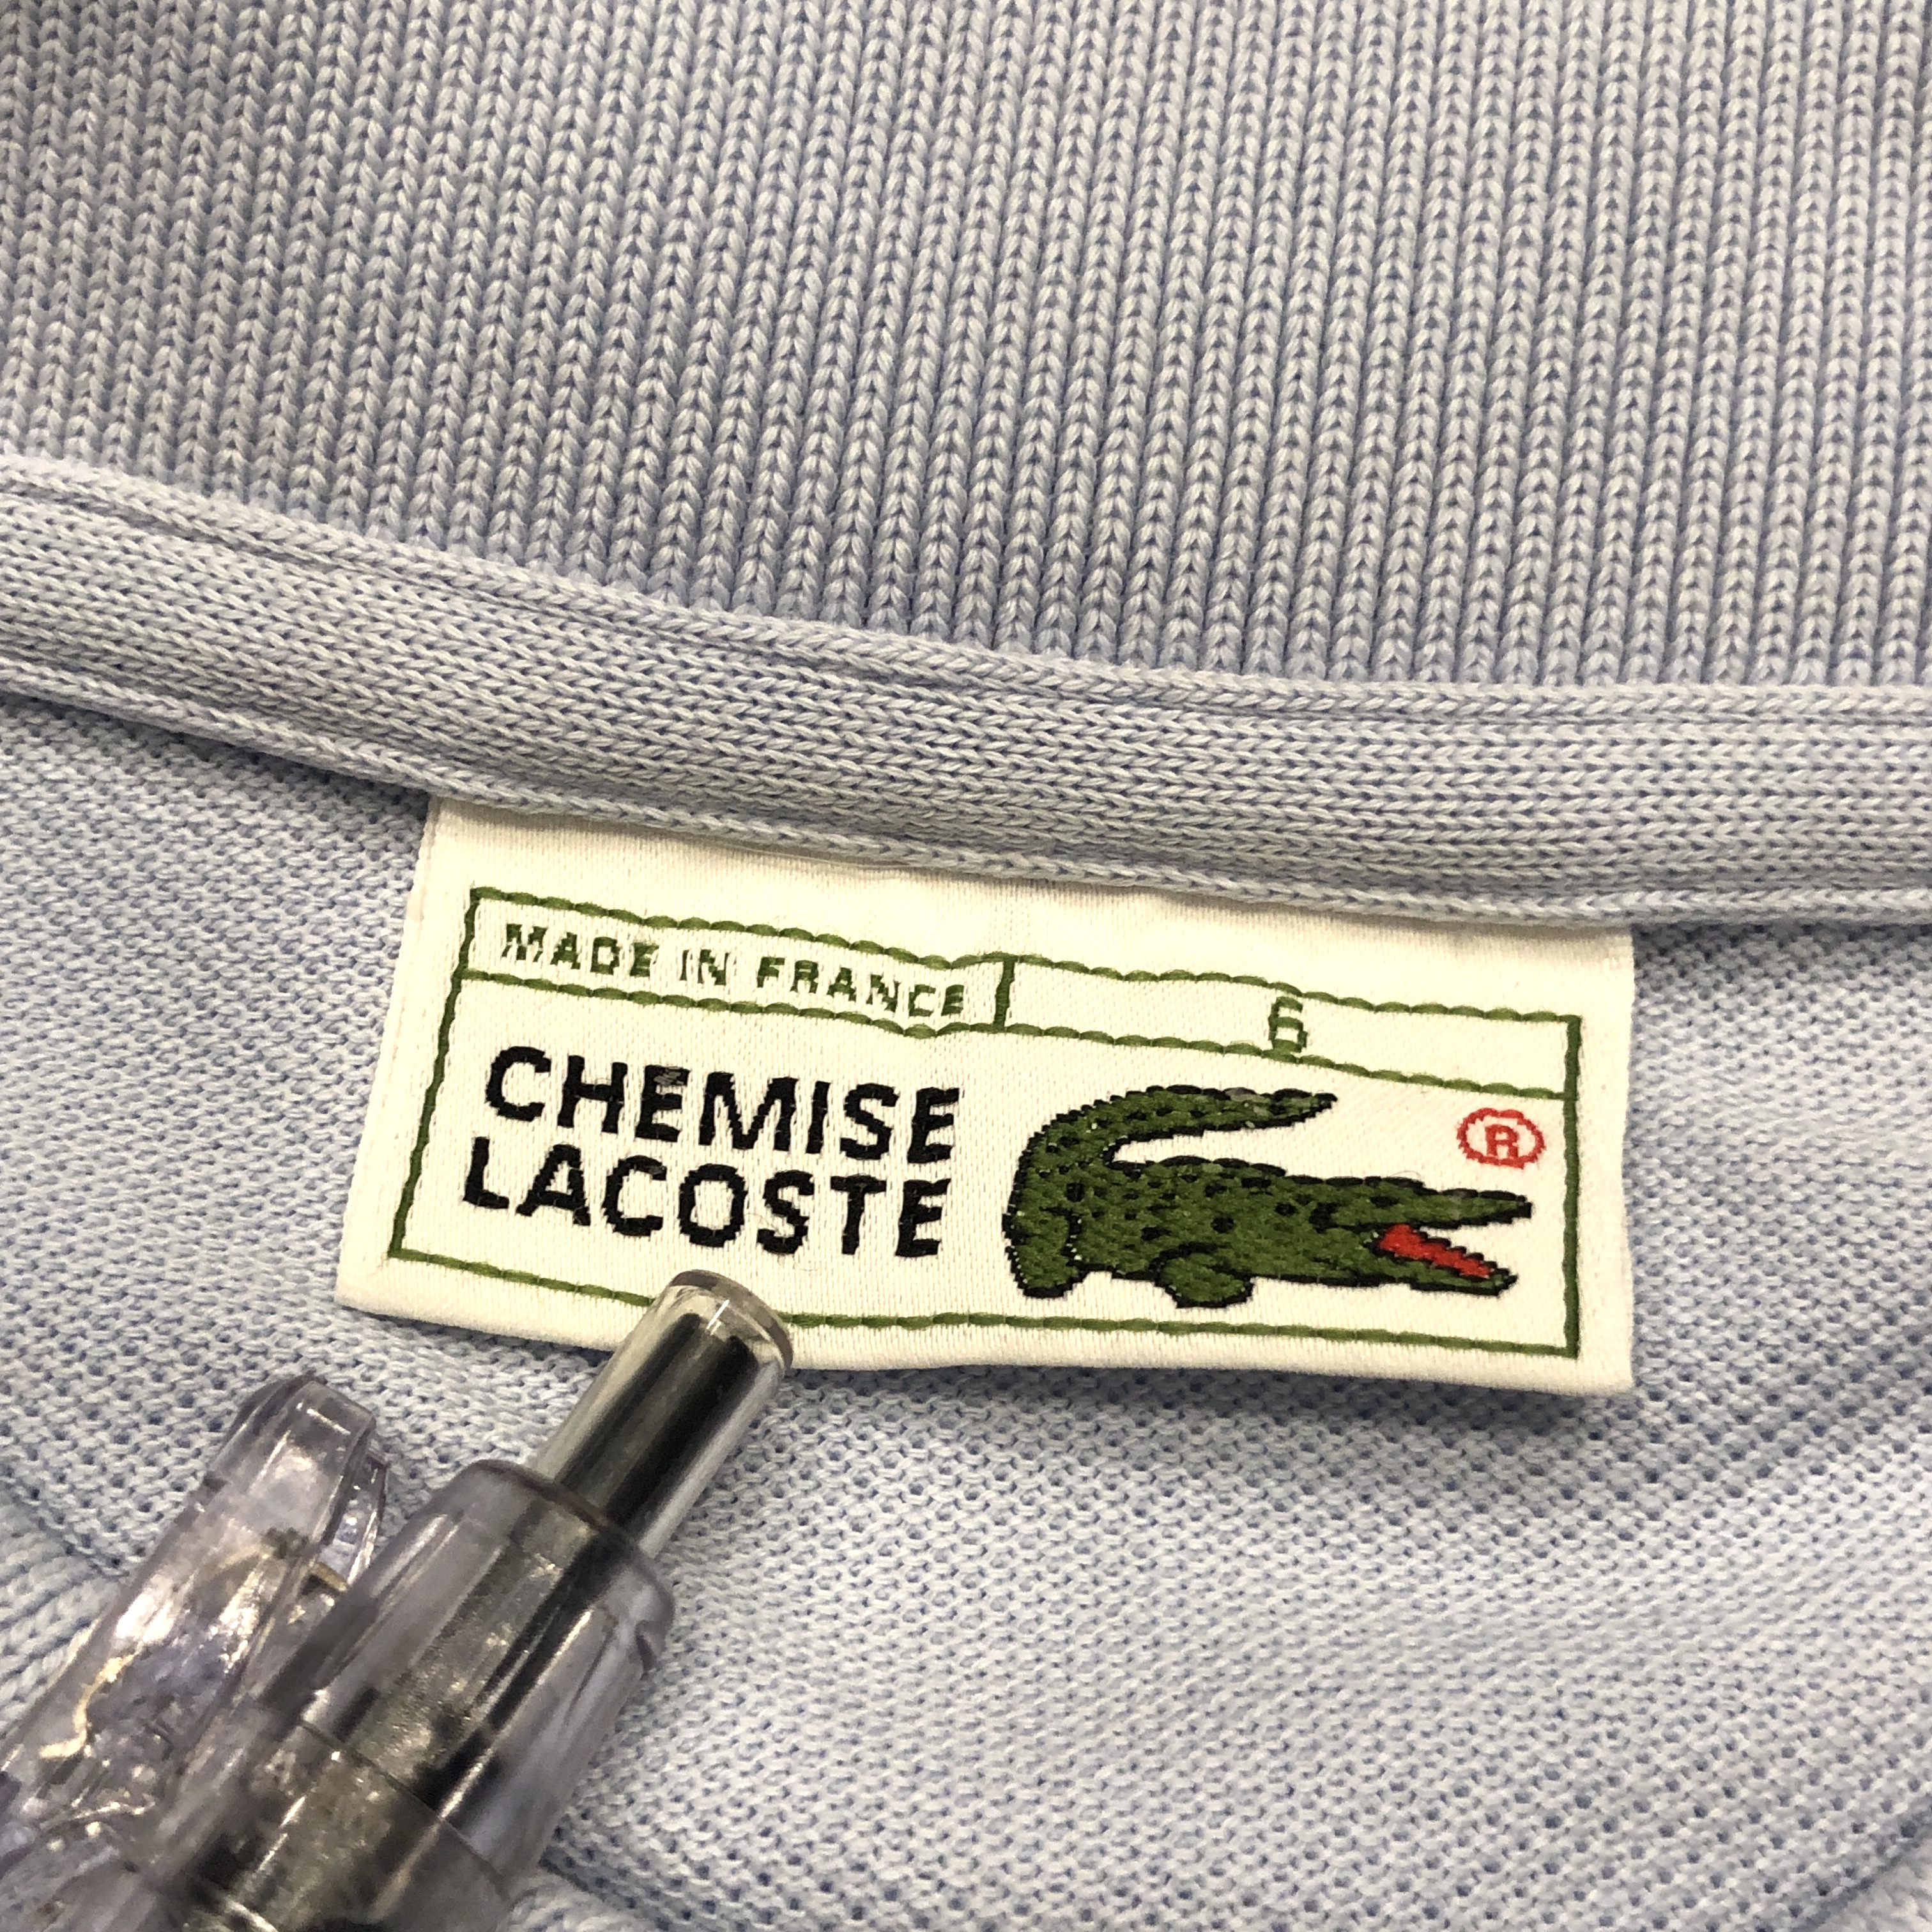 MADE IN FRANCE 6
CHEMISE
LACOSTE
®